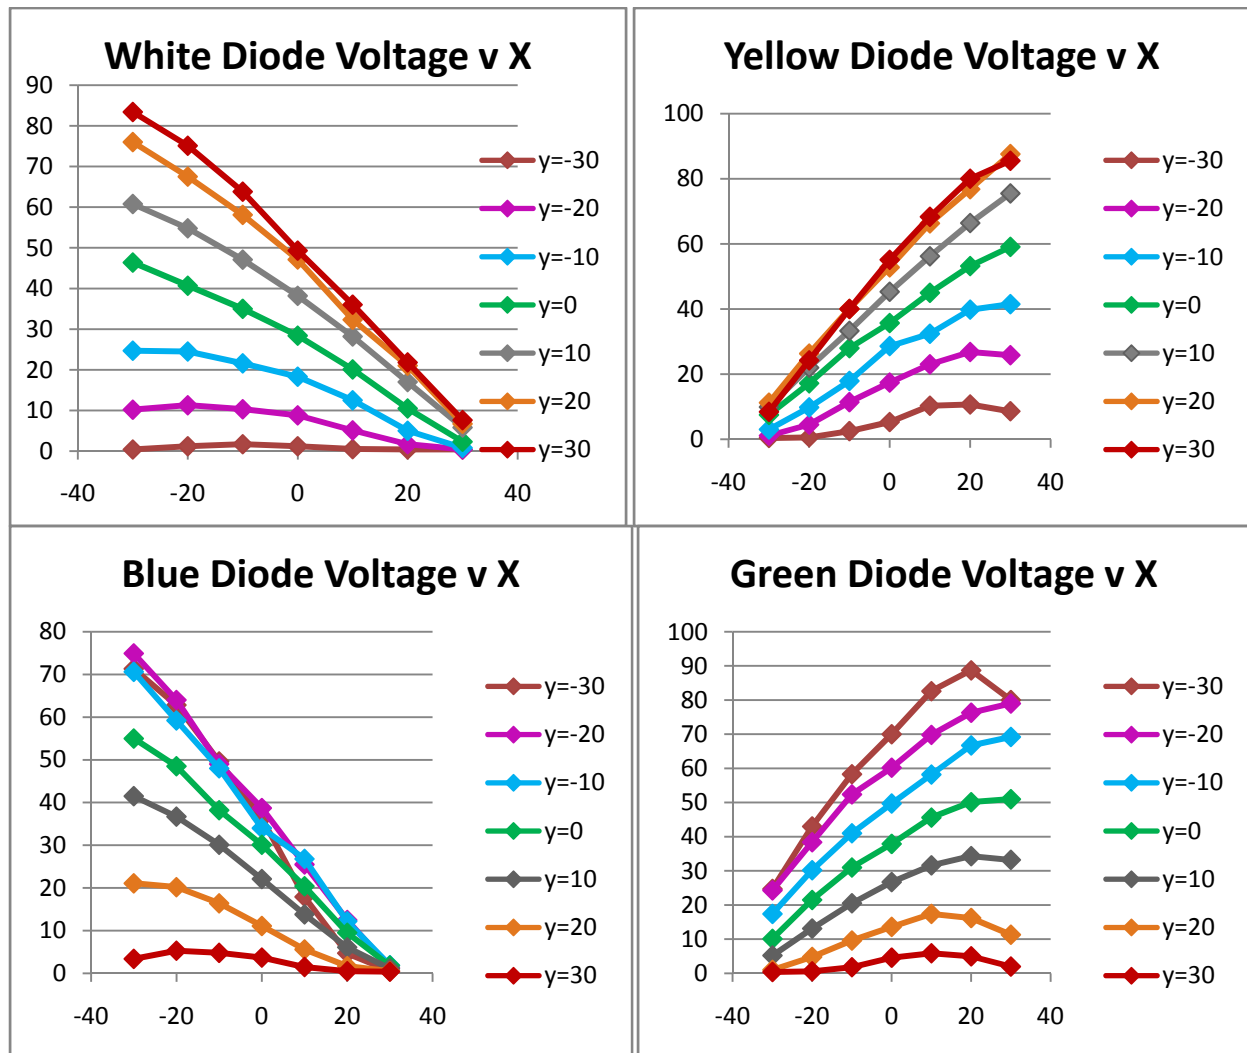 White Diode Voltage v X
90
80
70
60
50
40
30
20
10
0
-40
-20
0
20
40
y=-30
y=-20
y=-10
y=0
y=10
y=20
y=30
Yellow Diode Voltage v X
100
80
60
40
20
0
-40
-20
0
20
40
y=-30
y=-20
y=-10
y=0
y=10
y=20
y=30
Blue Diode Voltage v X
80
70
60
50
40
30
20
10
0
-40
-20
0
20
40
y=-30
y=-20
y=-10
y=0
y=10
y=20
y=30
Green Diode Voltage v X
100
90
80
70
60
50
40
30
20
10
0
-40
-20
0
20
40
y=-30
y=-20
y=-10
y=0
y=10
y=20
y=30